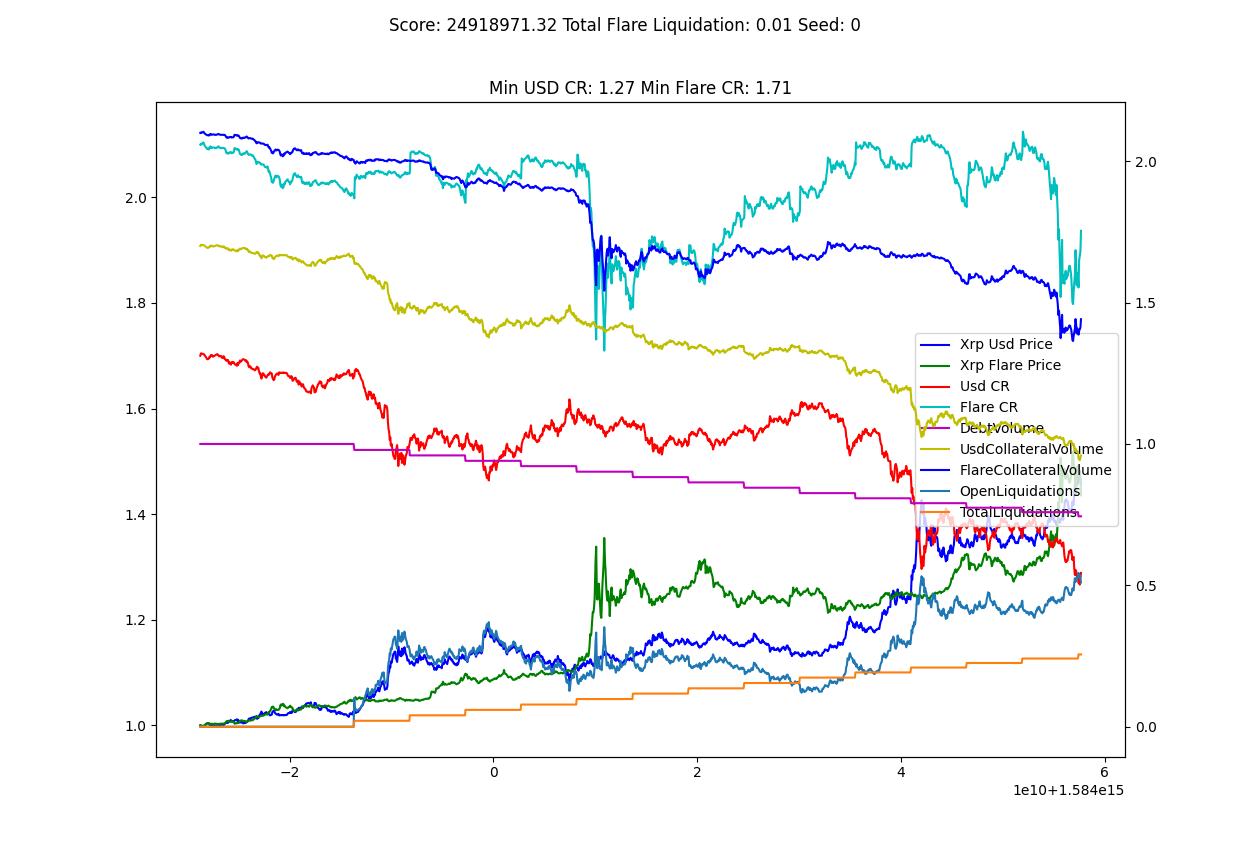 Score: 24918971.32 Total Flare Liquidation: 0.01 Seed: 0
Min USD CR: 1.27 Min Flare CR: 1.71
2.0
1.8
1.6
1.4
1.2
1.0
2.0
1.5
1.0
0.5
0.0
Xrp Usd Price
Xrp Flare Price
Usd CR
Flare CR
DebtVolume
UsdCollateralVolume
FlareCollateralVolume
OpenLiquidations
TotalLiquidations
−2
0
2
4
6
1e10+1.584e15